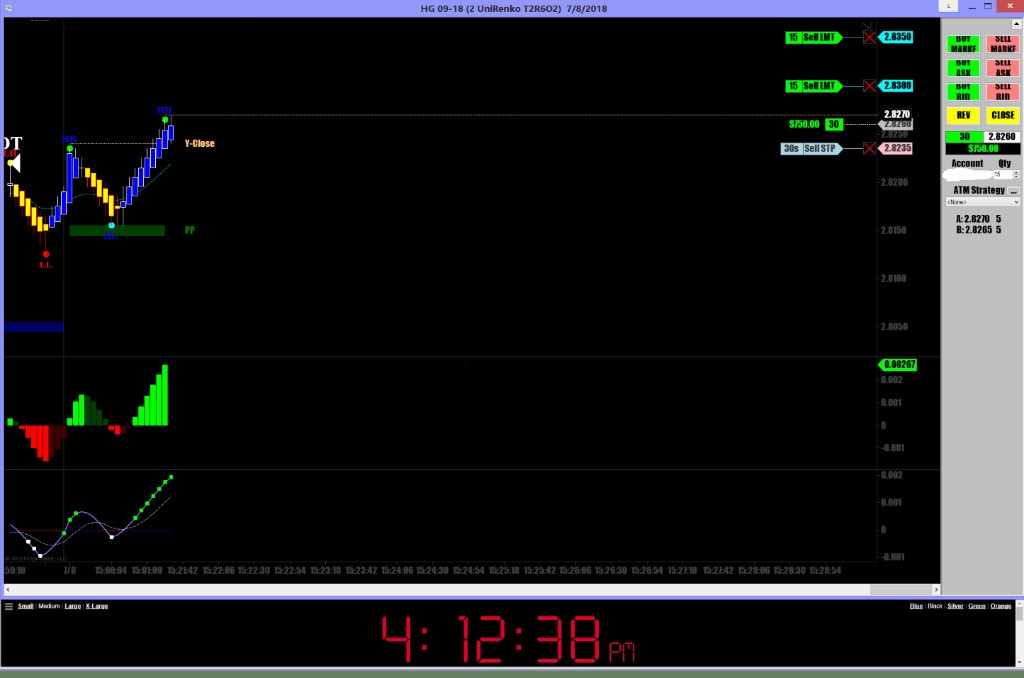 HG 09-18 (2 UniRenko T2R6O2) 7/8/2018
L
15 Sell LMT 2.8350
15 Sell LMT 2.8300
2.8270
$750.00 30 2.8260
2.8250
30s Sell STP 2.8235
2.8200
2.8150
2.8100
2.8050
OT
HH
HH
Y-Close
PP
LL
0.00267
0.002
0.001
0
-0.001
0.002
0.001
0
-0.001
:59:18 7/8 15:00:04 15:01:09 15:21:42 15:22:06 15:22:30 15:22:54 15:23:18 15:23:42 15:24:06 15:24:30 15:24:54 15:25:18 15:25:42 15:26:06 15:26:30 15:26:54 15:27:18 15:27:42 15:28:06 15:28:30 15:28:54
BUY MARKE SELL MARKE
BUY ASK SELL ASK
BUY BID SELL BID
REV CLOSE
30 2.8260
$750.00
Account Qty
15
ATM Strategy ...
<None>
A: 2.8270 5
B: 2.8265 5
Small | Medium | Large | X-Large
Blue | Black | Silver | Green | Orange
4:12:38 PM